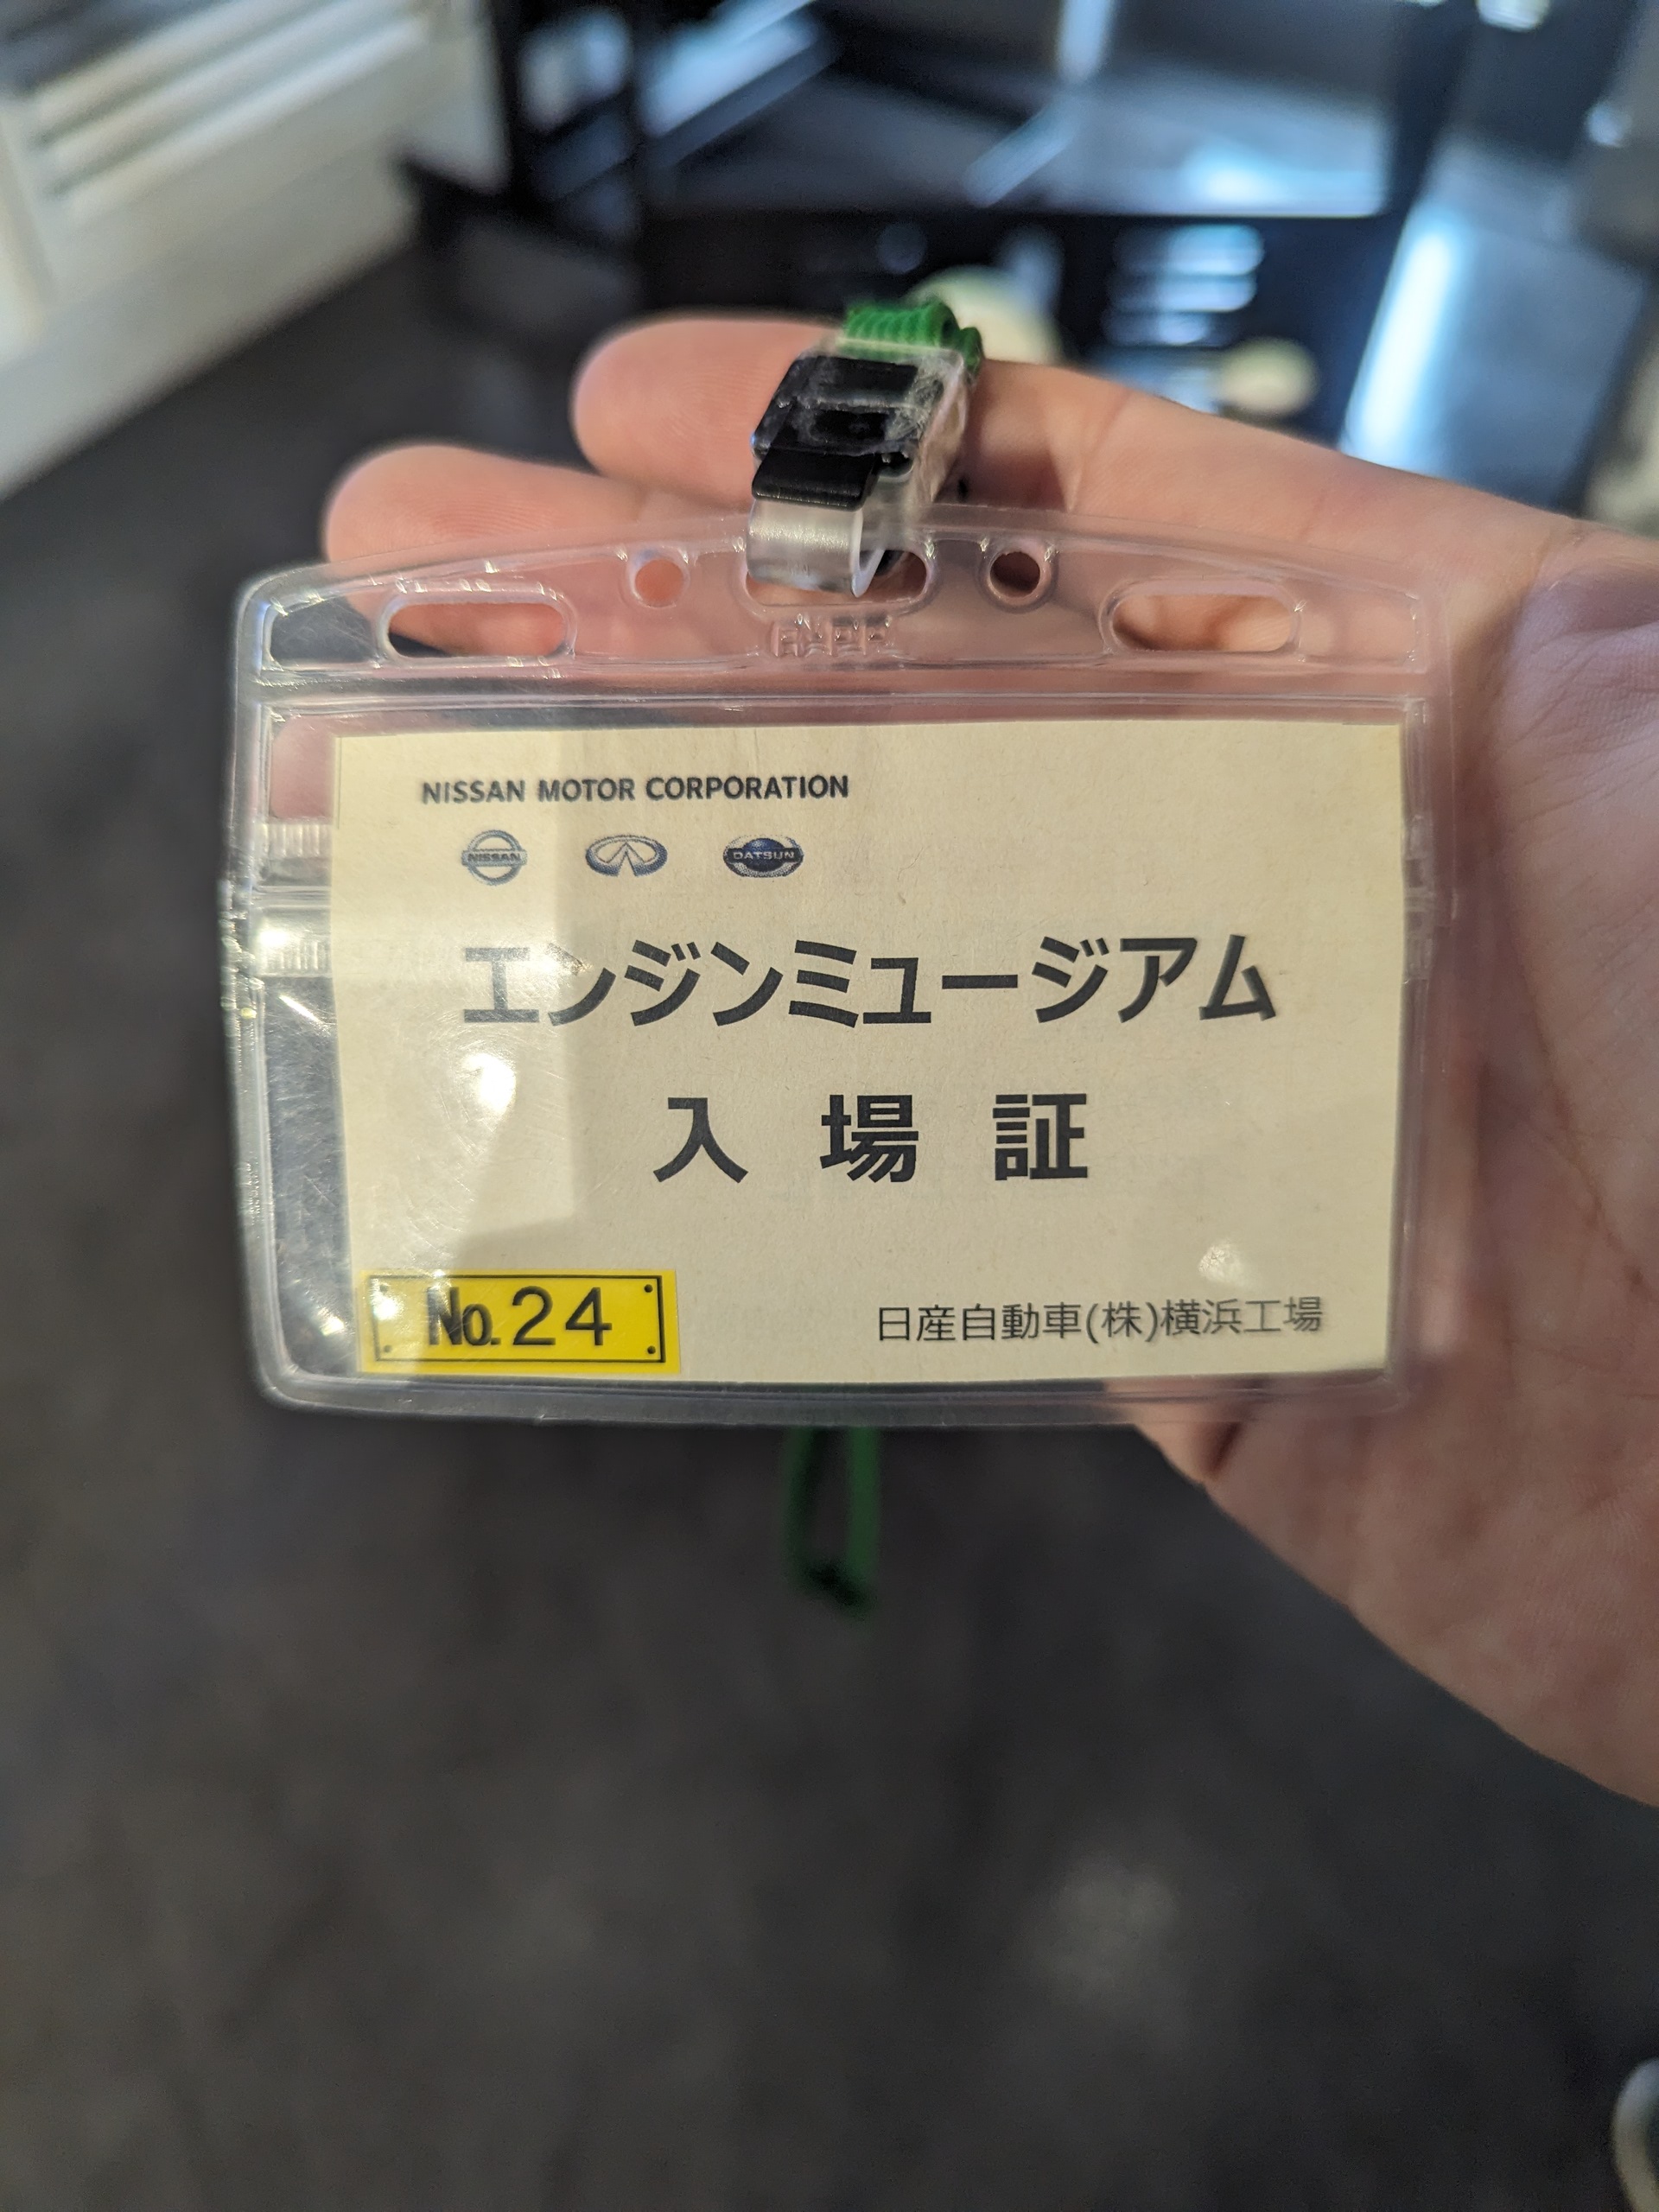 NISSAN MOTOR CORPORATION
NISSAN DATSUN
エンジンミュージアム
入場証
No.24
日産自動車(株)横浜工場